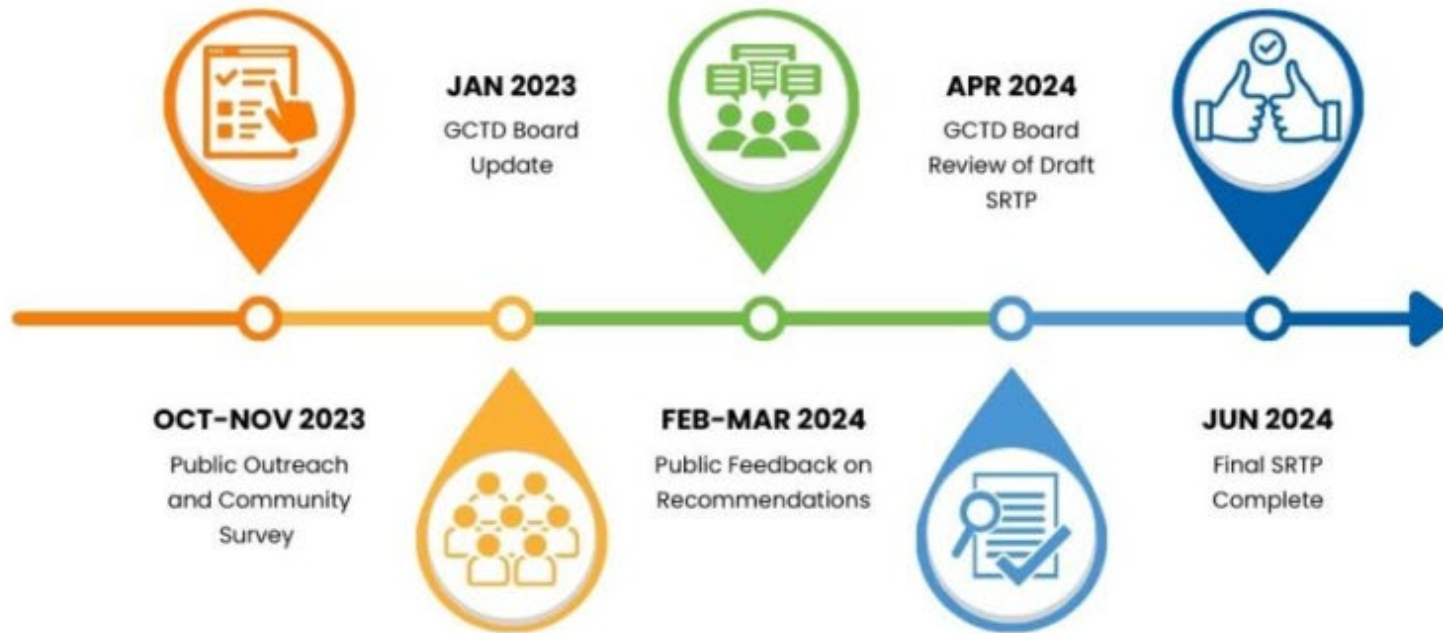 JAN 2023
GCTD Board
Update
APR 2024
GCTD Board
Review of Draft
SRTP
OCT-NOV 2023
Public Outreach
and Community
Survey
FEB-MAR 2024
Public Feedback on
Recommendations
JUN 2024
Final SRTP
Complete